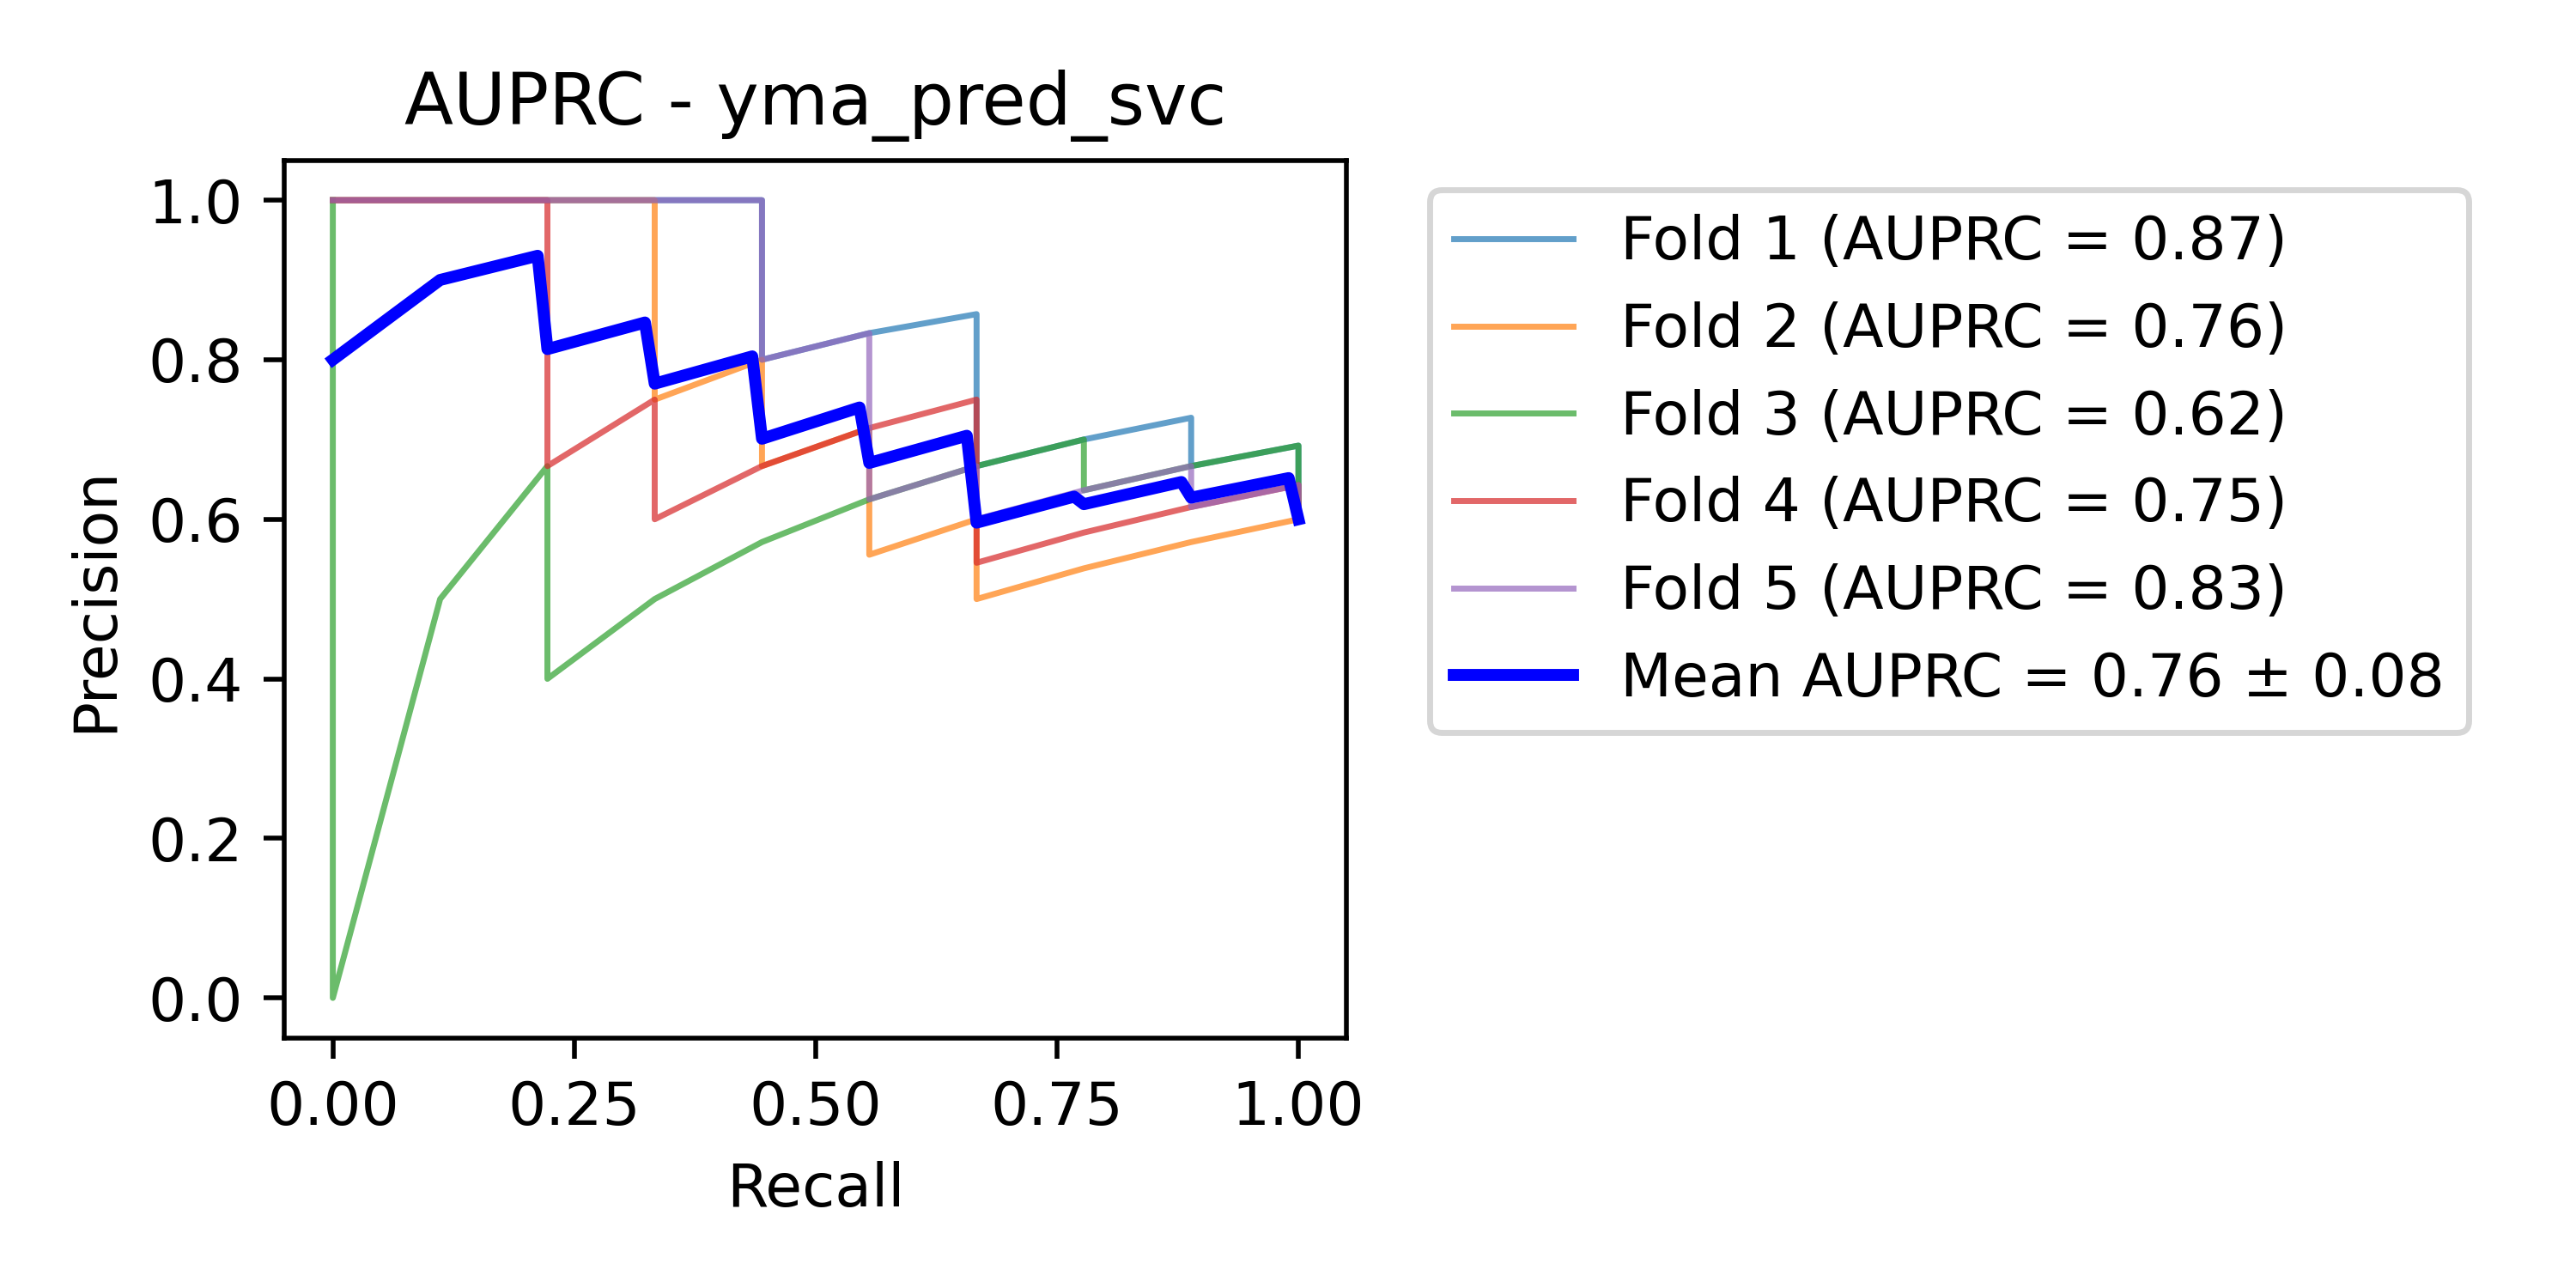 AUPRC - yma_pred_svc
1.0
0.8
0.6
0.4
0.2
0.0
Precision
0.00 0.25 0.50 0.75 1.00
Recall
Fold 1 (AUPRC = 0.87)
Fold 2 (AUPRC = 0.76)
Fold 3 (AUPRC = 0.62)
Fold 4 (AUPRC = 0.75)
Fold 5 (AUPRC = 0.83)
Mean AUPRC = 0.76 ± 0.08